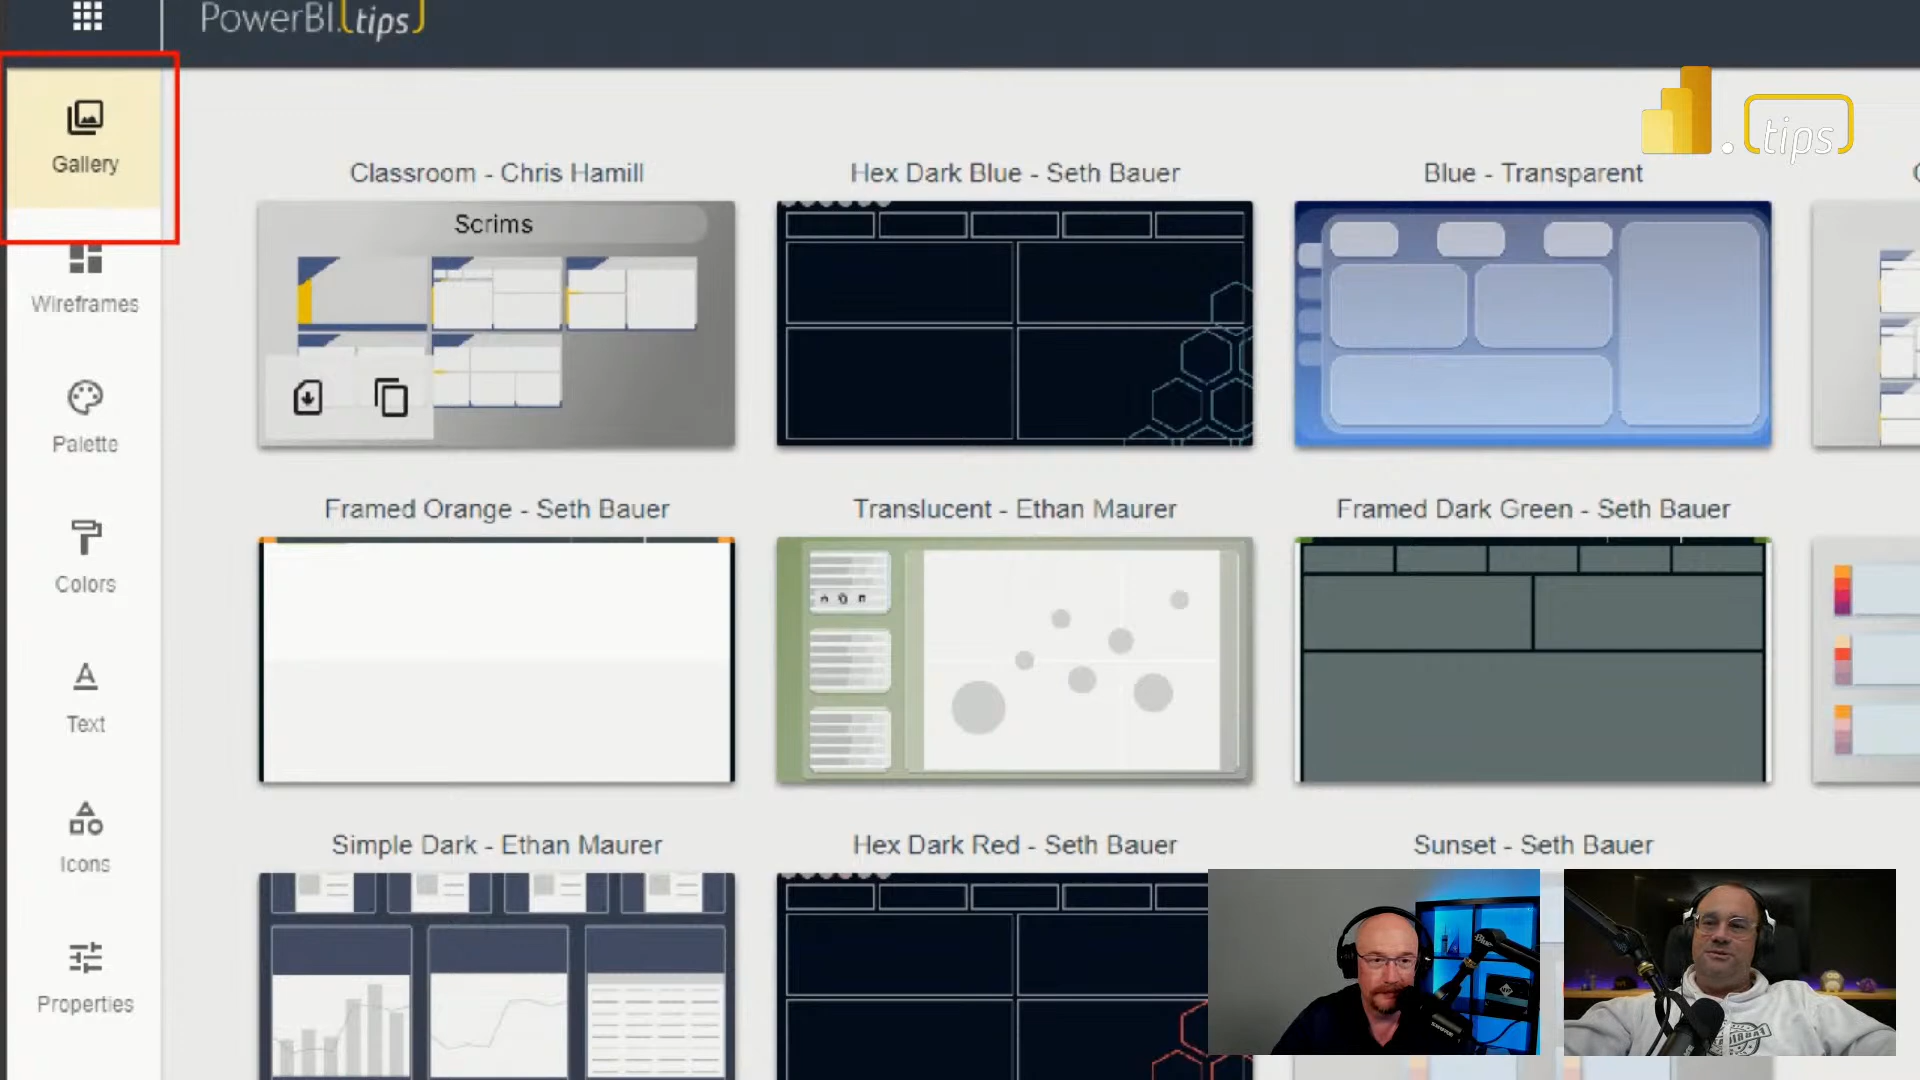 PowerBI.tips
Gallery
.tips
Classroom - Chris Hamill
Hex Dark Blue - Seth Bauer
Blue - Transparent
Scrims
Wireframes
Palette
Framed Orange - Seth Bauer
Translucent - Ethan Maurer
Framed Dark Green - Seth Bauer
Colors
Text
Simple Dark - Ethan Maurer
Hex Dark Red - Seth Bauer
Sunset - Seth Bauer
Icons
Properties
Blue
SHURE